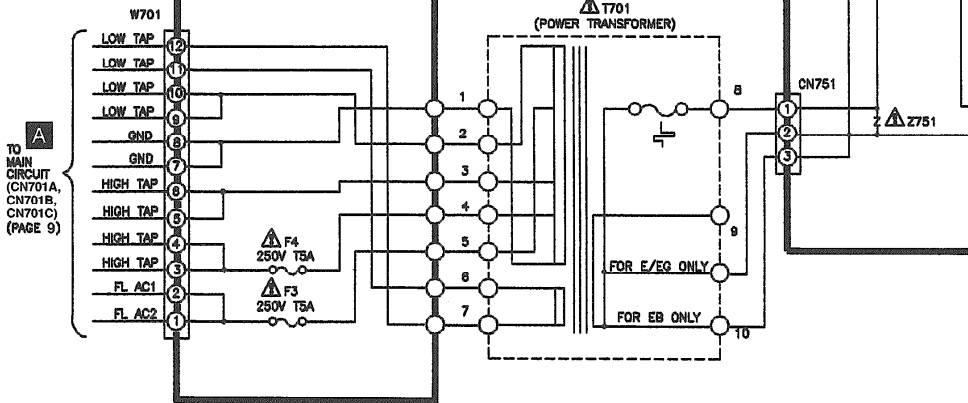 W701
LOW TAP 12
LOW TAP 11
LOW TAP 10
LOW TAP 9
GND 8
GND 7
HIGH TAP 6
HIGH TAP 5
HIGH TAP 4
HIGH TAP 3
FL AC1 2
FL AC2 1
A
TO
MAIN
CIRCUIT
(CN701A,
CN701B,
CN701C)
(PAGE 9)
F4
250V T5A
F3
250V T5A
1
2
3
4
5
6
7
T701
(POWER TRANSFORMER)
8
9
FOR E/EG ONLY
FOR EB ONLY
10
CN751
1
2
3
Z Z751